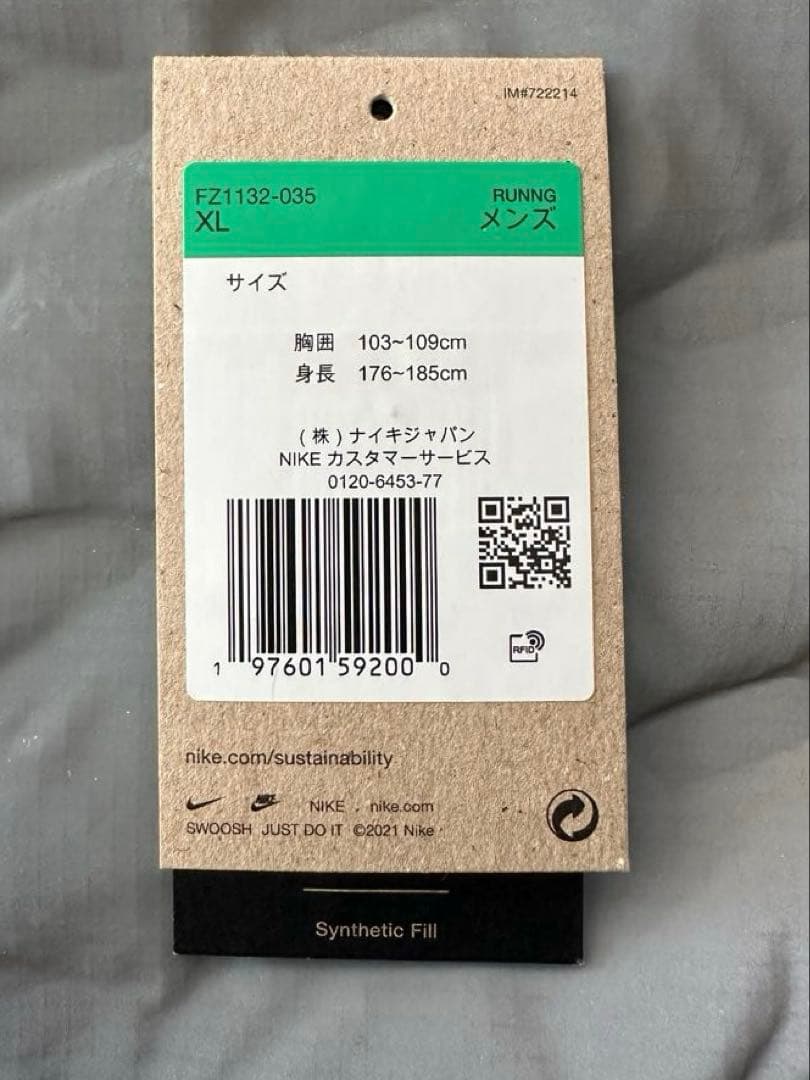 IM#722214
FZ1132-035 RUNNG
XL メンズ
サイズ
胸囲 103~109cm
身長 176~185cm
(株)ナイキジャパン
NIKE カスタマーサービス
0120-6453-77
RFID
1 97601 59200 0
nike.com/sustainability
NIKE . nike.com
SWOOSH JUST DO IT ©2021 Nike
Synthetic Fill